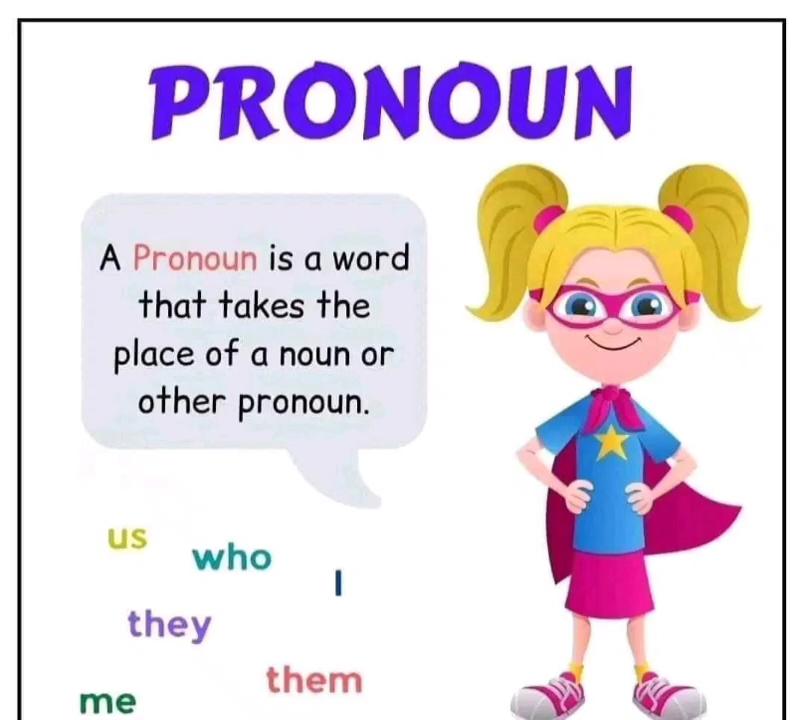 PRONOUN
A Pronoun is a word
that takes the
place of a noun or
other pronoun.
us
who
I
they
them
me